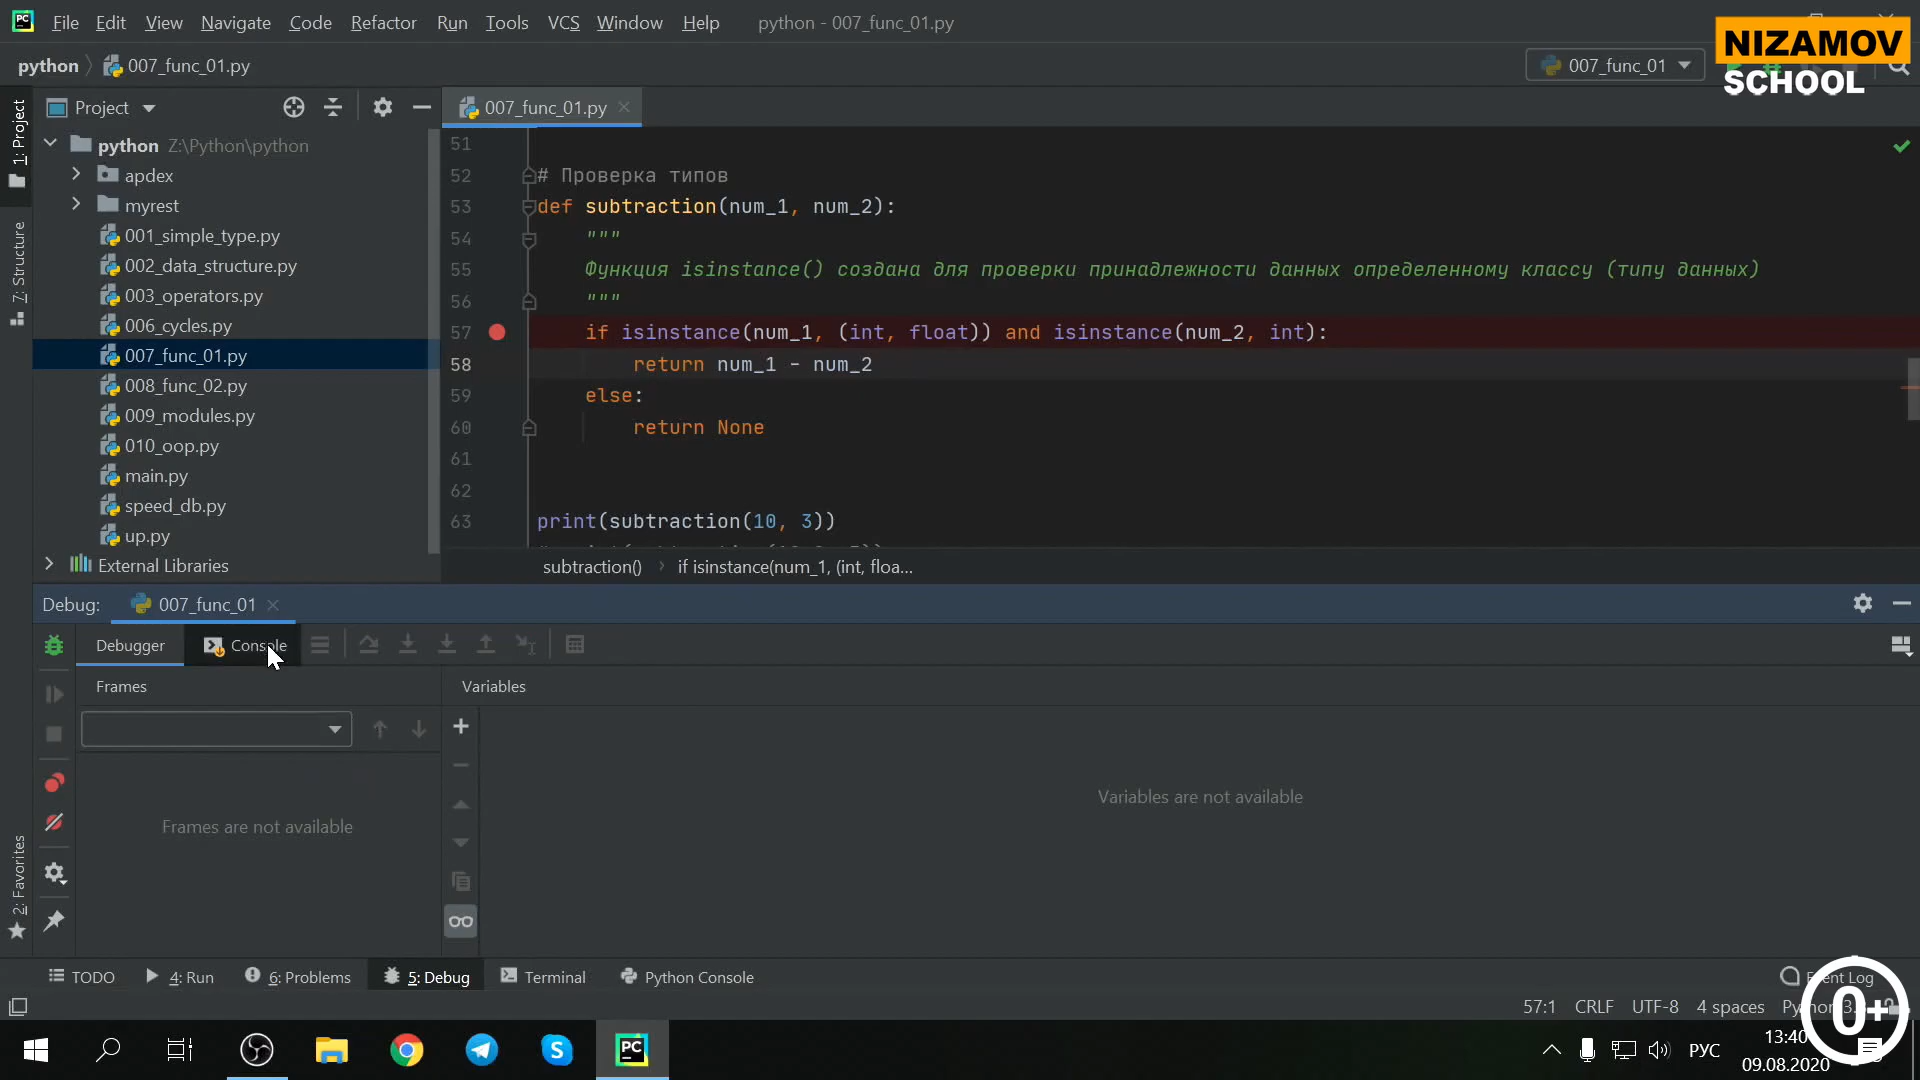 File Edit View Navigate Code Refactor Run Tools VCS Window Help python - 007_func_01.py
NIZAMOV
SCHOOL
python 007_func_01.py
007_func_01
1: Project
7: Structure
2: Favorites
Project
python Z:\Python\python
apdex
myrest
001_simple_type.py
002_data_structure.py
003_operators.py
006_cycles.py
007_func_01.py
008_func_02.py
009_modules.py
010_oop.py
main.py
speed_db.py
up.py
External Libraries
007_func_01.py
51
52 # Проверка типов
53 def subtraction(num_1, num_2):
54 """
55 Функция isinstance() создана для проверки принадлежности данных определенному классу (типу данных)
56 """
57 if isinstance(num_1, (int, float)) and isinstance(num_2, int):
58 return num_1 - num_2
59 else:
60 return None
61
62
63 print(subtraction(10, 3))
subtraction() if isinstance(num_1, (int, floa...
Debug: 007_func_01
Debugger Console
Frames Variables
Frames are not available
Variables are not available
TODO 4: Run 6: Problems 5: Debug Terminal Python Console
57:1 CRLF UTF-8 4 spaces
0+
РУС
13:40
09.08.2020